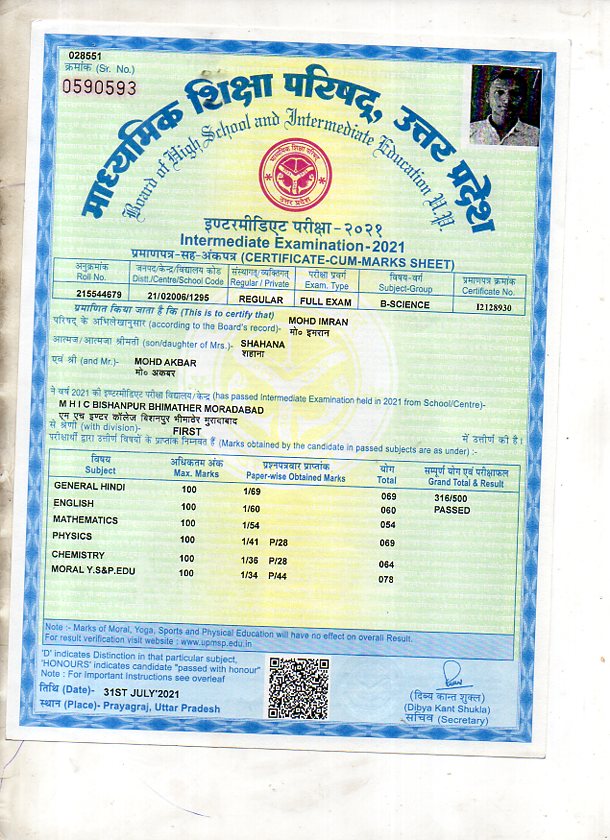 028551
क्रमांक (Sr. No.)
0590593
माध्यमिक शिक्षा परिषद्, उत्तर प्रदेश
Board of High School and Intermediate Education U.P.
माध्यमिक शिक्षा परिषद्
उत्तर प्रदेश
इण्टरमीडिएट परीक्षा-२०२१
Intermediate Examination-2021
प्रमाणपत्र-सह-अंकपत्र (CERTIFICATE-CUM-MARKS SHEET)
अनुक्रमांक जनपद/केन्द्र/विद्यालय कोड संस्थागत/व्यक्तिगत परीक्षा प्रवर्ग विषय-वर्ग प्रमाणपत्र क्रमांक
Roll No. Distt./Centre/School Code Regular / Private Exam. Type Subject-Group Certificate No.
215544679 21/02006/1295 REGULAR FULL EXAM B-SCIENCE 12128930
प्रमाणित किया जाता है कि (This is to certify that)
परिषद् के अभिलेखानुसार (according to the Board's record)- MOHD IMRAN
मो० इमरान
आत्मज/आत्मजा श्रीमती (son/daughter of Mrs.)- SHAHANA
शहाना
एवं श्री (and Mr.)- MOHD AKBAR
मो० अकबर
ने वर्ष 2021 की इण्टरमीडिएट परीक्षा विद्यालय/केन्द्र (has passed Intermediate Examination held in 2021 from School/Centre)-
M H I C BISHANPUR BHIMATHER MORADABAD
एम एच इण्टर कॉलेज बिशनपुर भीमाठेर मुरादाबाद
से श्रेणी (with division)- FIRST में उत्तीर्ण की है।
परीक्षार्थी द्वारा उत्तीर्ण विषयों के प्राप्तांक निम्नवत हैं (Marks obtained by the candidate in passed subjects are as under) :-
विषय अधिकतम अंक प्रश्नपत्रवार प्राप्तांक योग सम्पूर्ण योग एवं परीक्षाफल
Subject Max. Marks Paper-wise Obtained Marks Total Grand Total & Result
GENERAL HINDI 100 1/69 069 316/500
ENGLISH 100 1/60 060 PASSED
MATHEMATICS 100 1/54 054
PHYSICS 100 1/41 P/28 069
CHEMISTRY 100 1/36 P/28 064
MORAL Y.S&P.EDU 100 1/34 P/44 078
Note :- Marks of Moral, Yoga, Sports and Physical Education will have no effect on overall Result.
For result verification visit website : www.upmsp.edu.in
'D' indicates Distinction in that particular subject,
'HONOURS' indicates candidate "passed with honour"
Note : For Important Instructions see overleaf
तिथि (Date)- 31ST JULY'2021
स्थान (Place)- Prayagraj, Uttar Pradesh
(दिब्य कान्त शुक्ल)
(Dibya Kant Shukla)
सचिव (Secretary)